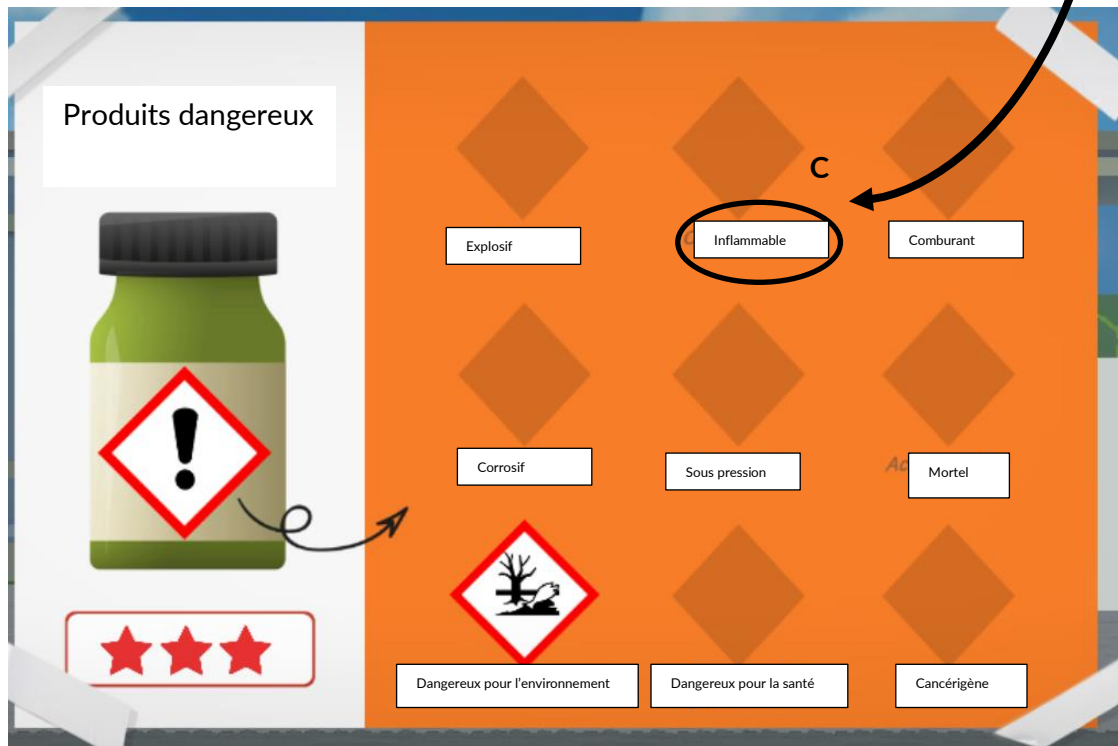 Produits dangereux
C
Explosif
Inflammable
Comburant
Corrosif
Sous pression
Mortel
Dangereux pour l'environnement
Dangereux pour la santé
Cancérigène